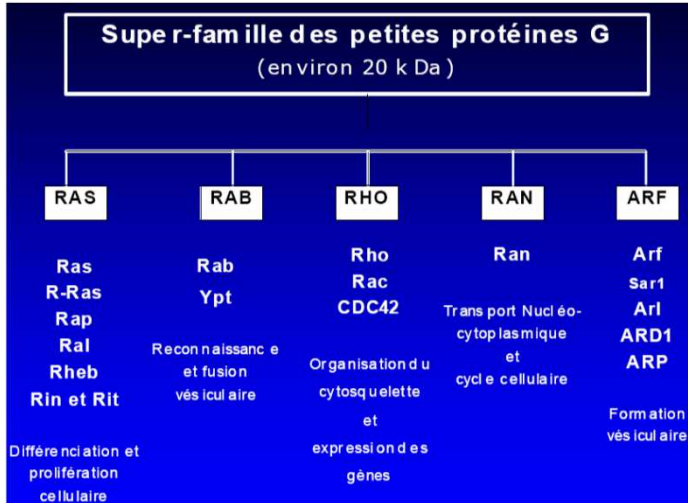 Super-famille des petites protéines G
(environ 20 kDa)
RAS
Ras
R-Ras
Rap
Ral
Rheb
Rin et Rit
Différenciation et
prolifération
cellulaire
RAB
Rab
Ypt
Reconnaissance
et fusion
vésiculaire
RHO
Rho
Rac
CDC42
Organisation du
cytosquelette
et
expression des
gènes
RAN
Ran
Transport Nucléo-
cytoplasmique
et
cycle cellulaire
ARF
Arf
Sar1
Arl
ARD1
ARP
Formation
vésiculaire